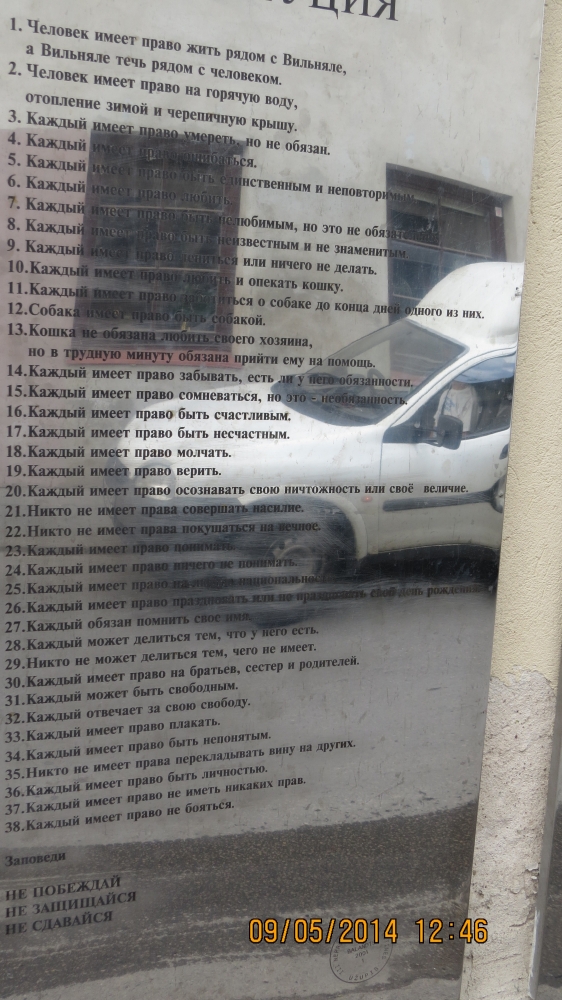 ТУЦИЯ
1. Человек имеет право жить рядом с Вильняле,
а Вильняле течь рядом с человеком.
2. Человек имеет право на горячую воду,
отопление зимой и черепичную крышу.
3. Каждый имеет право умереть, но не обязан.
4. Каждый имеет право ошибаться.
5. Каждый имеет право быть единственным и неповторимым.
6. Каждый имеет право любить.
7. Каждый имеет право быть нелюбимым, но это не обязательно.
8. Каждый имеет право быть неизвестным и не знаменитым.
9. Каждый имеет право лениться или ничего не делать.
10.Каждый имеет право любить и опекать кошку.
11.Каждый имеет право заботиться о собаке до конца дней одного из них.
12.Собака имеет право быть собакой.
13.Кошка не обязана любить своего хозяина,
но в трудную минуту обязана прийти ему на помощь.
14.Каждый имеет право забывать, есть ли у него обязанности.
15.Каждый имеет право сомневаться, но это - необязанность.
16.Каждый имеет право быть счастливым.
17.Каждый имеет право быть несчастным.
18.Каждый имеет право молчать.
19.Каждый имеет право верить.
20.Каждый имеет право осознавать свою ничтожность или своё величие.
21.Никто не имеет права совершать насилие.
22.Никто не имеет права покушаться на вечное.
23.Каждый имеет право понимать.
24.Каждый имеет право ничего не понимать.
25.Каждый имеет право на национальность
26.Каждый имеет право праздновать или не праздновать свой день рождения.
27.Каждый обязан помнить свое имя.
28.Каждый может делиться тем, что у него есть.
29.Никто не может делиться тем, чего не имеет.
30.Каждый имеет право на братьев, сестер и родителей.
31.Каждый может быть свободным.
32.Каждый отвечает за свою свободу.
33.Каждый имеет право плакать.
34.Каждый имеет право быть непонятым.
35.Никто не имеет права перекладывать вину на других.
36.Каждый имеет право быть личностью.
37.Каждый имеет право не иметь никаких прав.
38.Каждый имеет право не бояться.
Заповеди
НЕ ПОБЕЖДАЙ
НЕ ЗАЩИЩАЙСЯ
НЕ СДАВАЙСЯ
09/05/2014 12:46